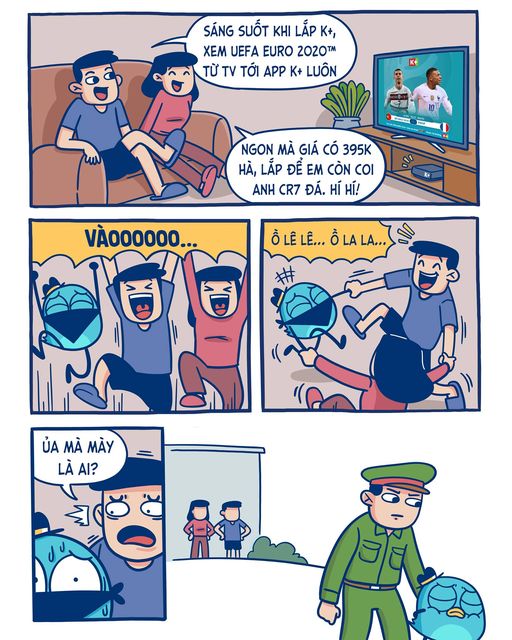 SÁNG SUỐT KHI LẮP K+,
XEM UEFA EURO 2020™
TỪ TV TỚI APP K+ LUÔN
K+
NGON MÀ GIÁ CÓ 395K
HÀ, LẮP ĐỂ EM CÒN COI
ANH CR7 ĐÁ. HÍ HÍ!
VÀOOOOOO...
Ồ LÊ LÊ... Ồ LA LA...
ỦA MÀ MÀY
LÀ AI?